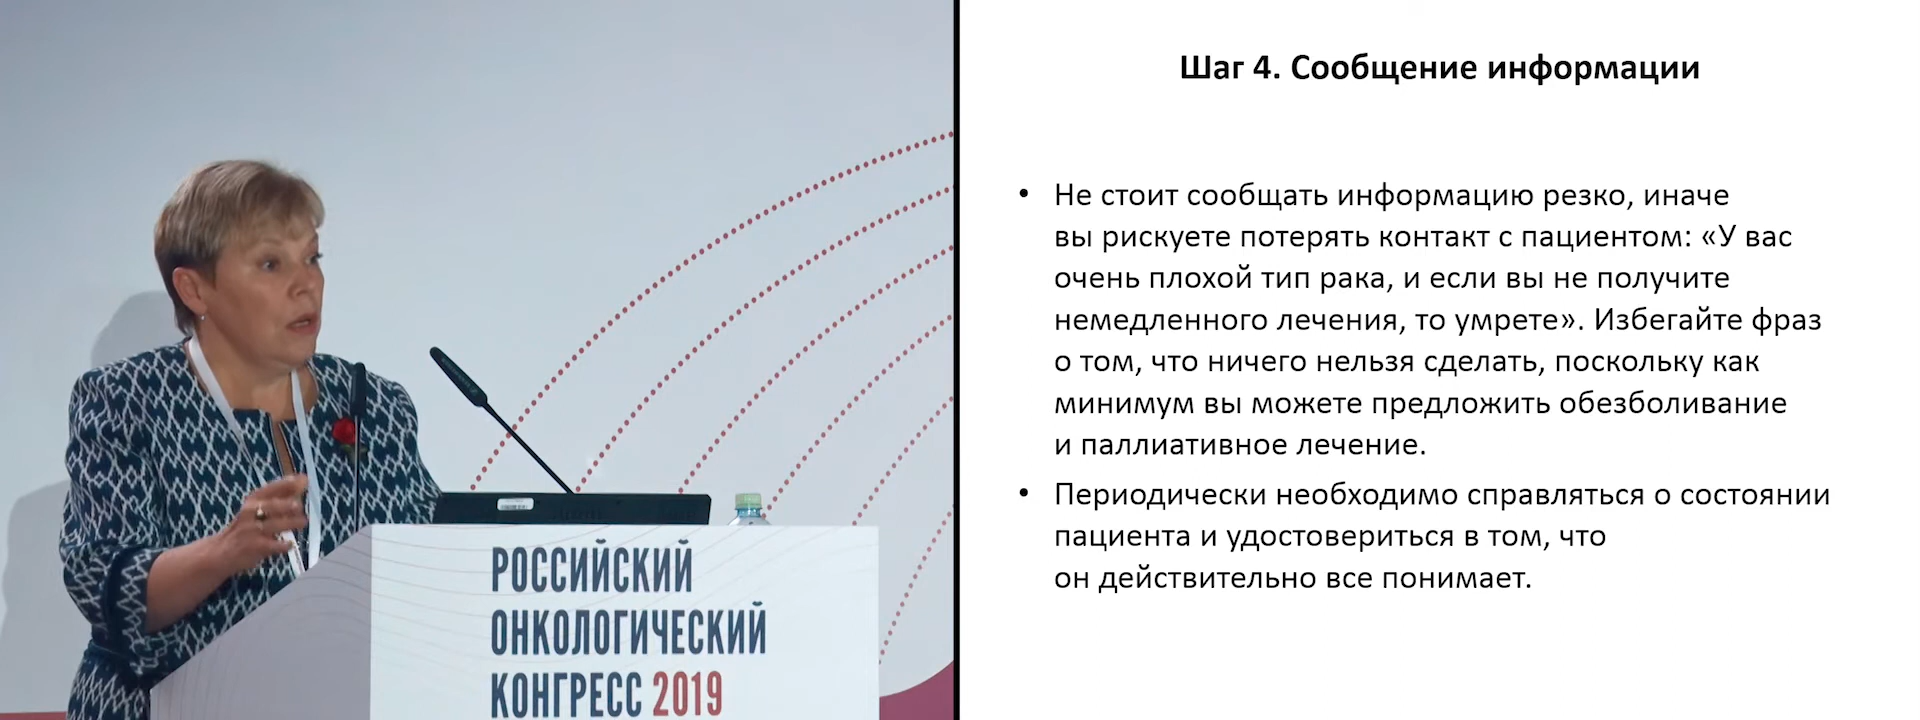 РОССИЙСКИЙ
ОНКОЛОГИЧЕСКИЙ
КОНГРЕСС 2019
Шаг 4. Сообщение информации
• Не стоит сообщать информацию резко, иначе
вы рискуете потерять контакт с пациентом: «У вас
очень плохой тип рака, и если вы не получите
немедленного лечения, то умрете». Избегайте фраз
о том, что ничего нельзя сделать, поскольку как
минимум вы можете предложить обезболивание
и паллиативное лечение.
• Периодически необходимо справляться о состоянии
пациента и удостовериться в том, что
он действительно все понимает.